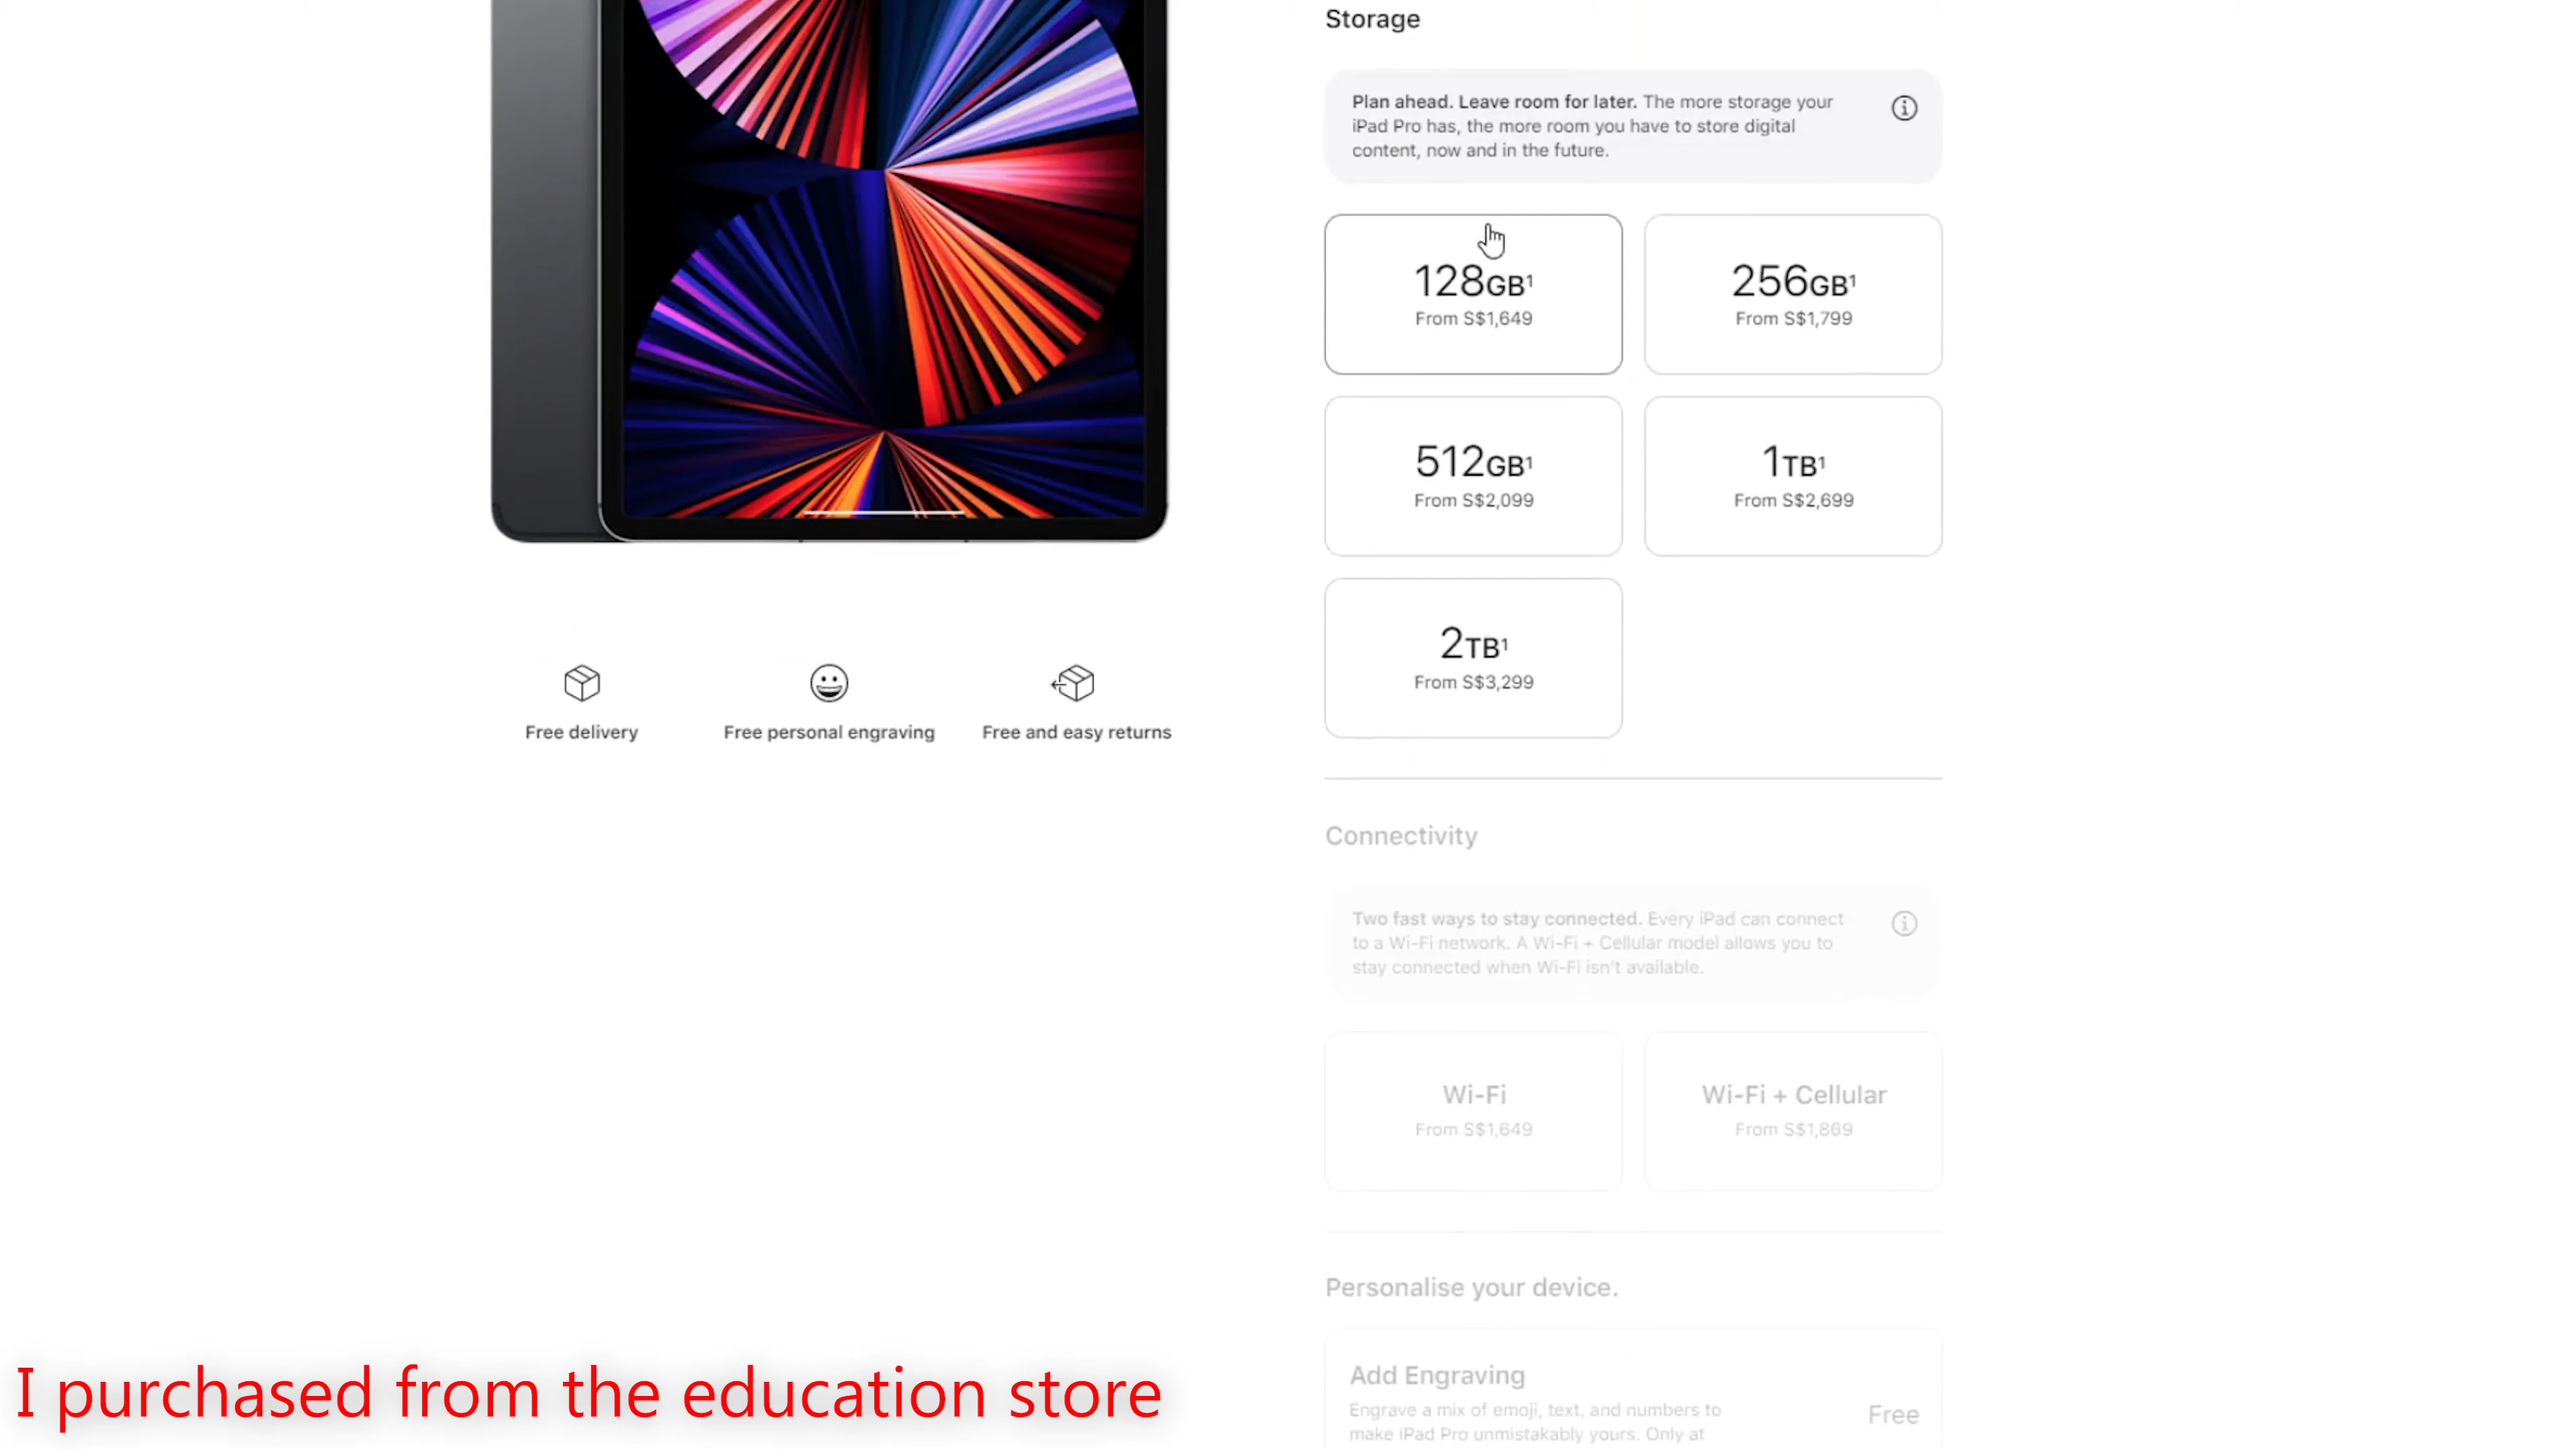 Storage
Plan ahead. Leave room for later. The more storage your
iPad Pro has, the more room you have to store digital
content, now and in the future.
128GB¹
From S$1,649
256GB¹
From S$1,799
512GB¹
From S$2,099
1TB¹
From S$2,699
2TB¹
From S$3,299
Free delivery
Free personal engraving
Free and easy returns
Connectivity
Two fast ways to stay connected. Every iPad can connect
to a Wi-Fi network. A Wi-Fi + Cellular model allows you to
stay connected when Wi-Fi isn't available.
Wi-Fi
From S$1,649
Wi-Fi + Cellular
From S$1,869
Personalise your device.
Add Engraving
Engrave a mix of emoji, text, and numbers to
make iPad Pro unmistakably yours. Only at
Free
I purchased from the education store